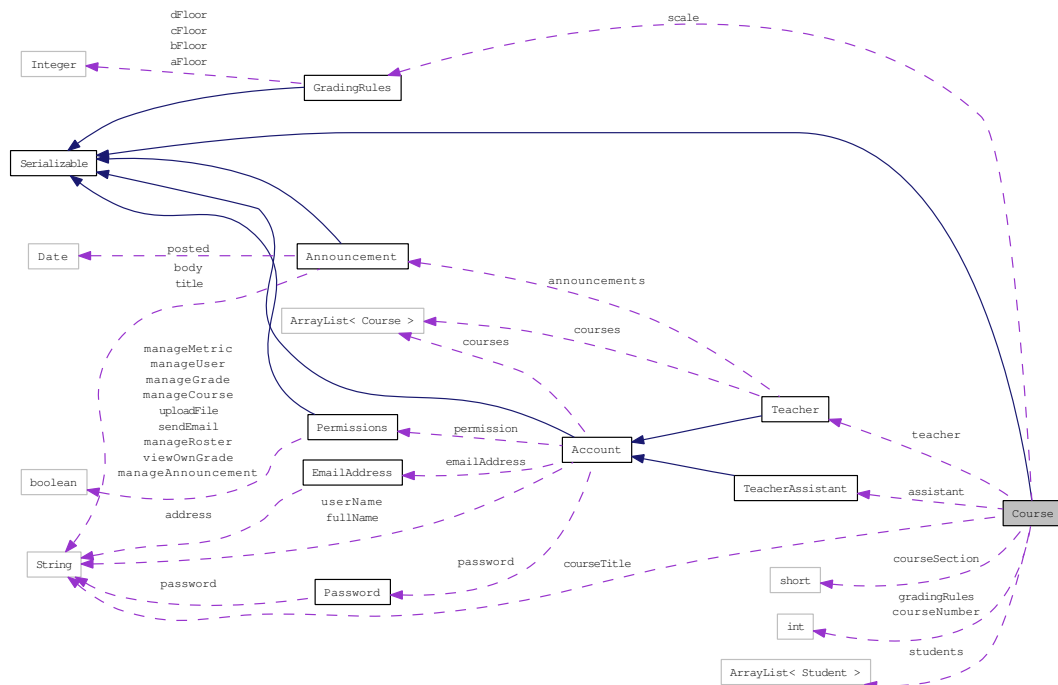 scale
dFloor
cFloor
bFloor
aFloor
Integer
GradingRules
Serializable
Announcement
posted
Date
body
title
announcements
ArrayList< Course >
courses
courses
manageMetric
manageUser
manageGrade
manageCourse
uploadFile
sendEmail
manageRoster
viewOwnGrade
manageAnnouncement
Permissions
permission
Teacher
teacher
Account
EmailAddress
emailAddress
boolean
TeacherAssistant
assistant
userName
fullName
address
Course
String
password
courseTitle
courseSection
short
password
Password
gradingRules
courseNumber
int
students
ArrayList< Student >